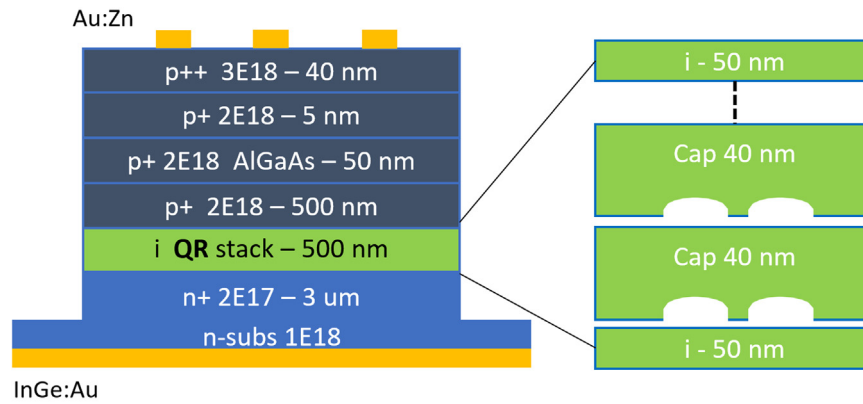 Au:Zn
p++ 3E18 – 40 nm
p+ 2E18 - 5 nm
p+ 2E18 AlGaAs – 50 nm
p+ 2E18 – 500 nm
i QR stack – 500 nm
n+ 2E17 – 3 um
n-subs 1E18
InGe:Au
i - 50 nm
Cap 40 nm
Cap 40 nm
i - 50 nm